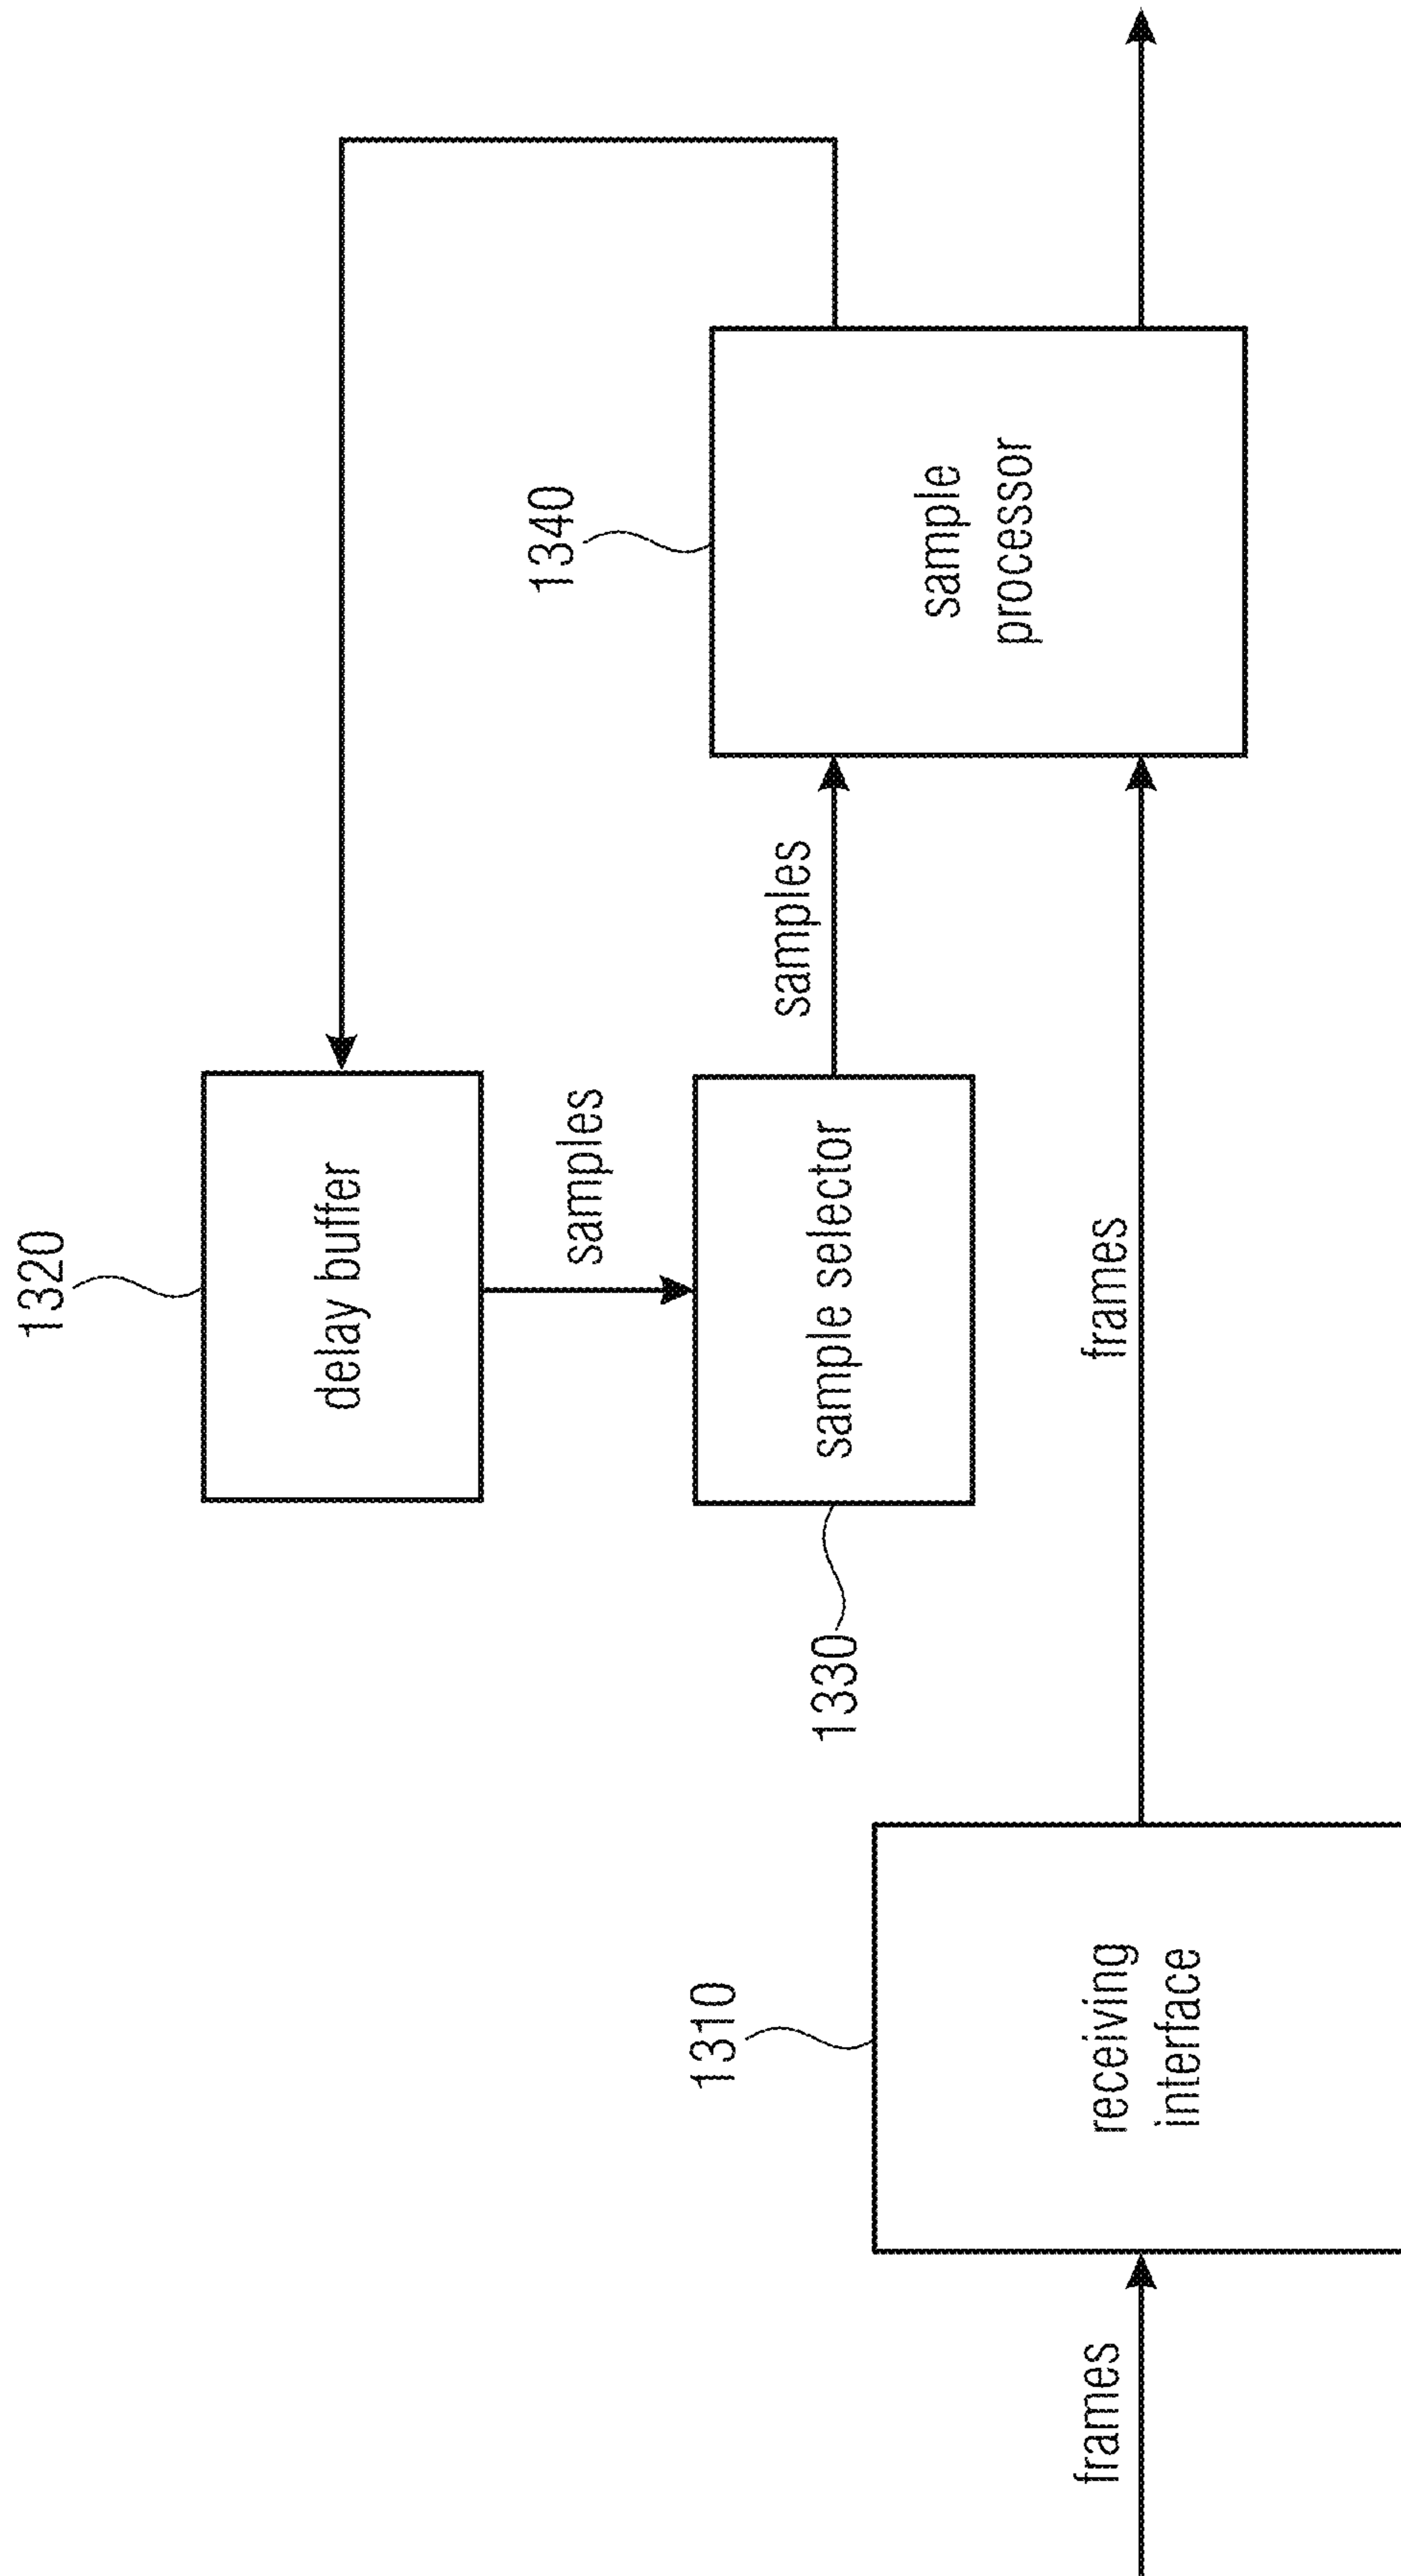 1320
delay buffer
samples
1340
sample
processor
samples
sample selector
1330
1310
receiving
interface
frames
frames